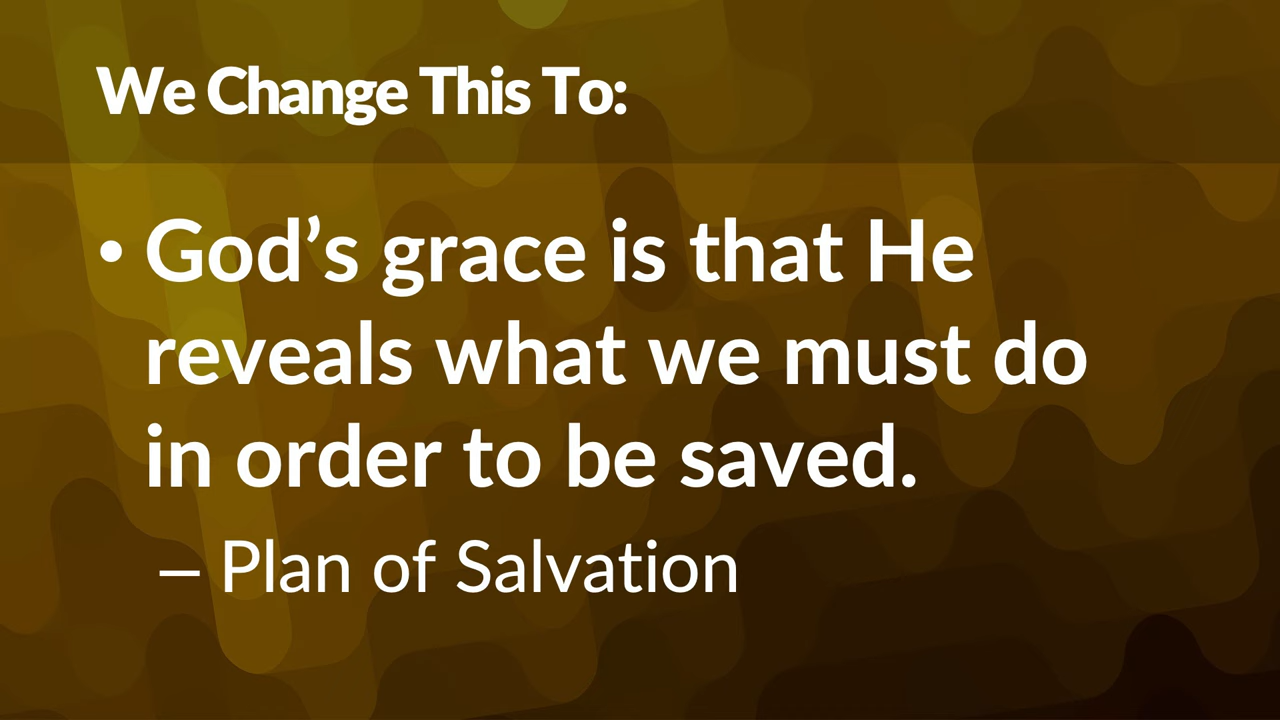 We Change This To:
• God’s grace is that He
reveals what we must do
in order to be saved.
– Plan of Salvation